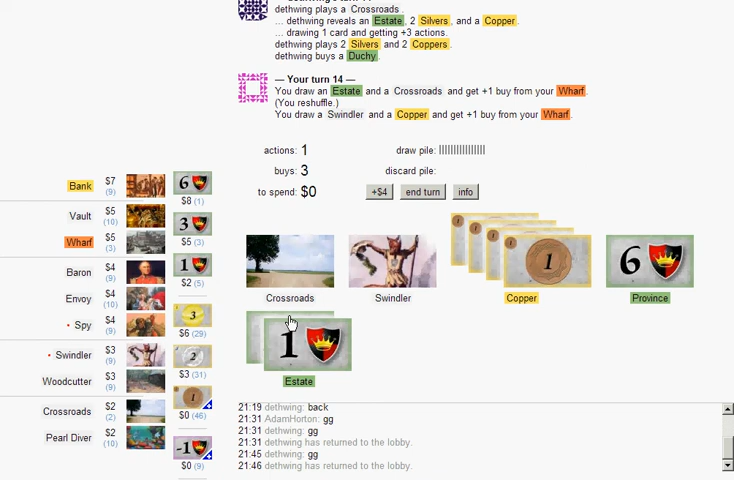 dethwing plays a Crossroads.
... dethwing reveals an Estate, 2 Silvers, and a Copper.
... drawing 1 card and getting +3 actions.
dethwing plays 2 Silvers and 2 Coppers.
dethwing buys a Duchy.
— Your turn 14 —
You draw an Estate and a Crossroads and get +1 buy from your Wharf.
(You reshuffle.)
You draw a Swindler and a Copper and get +1 buy from your Wharf.
actions: 1
draw pile:
buys: 3
discard pile:
to spend: $0
+$4
end turn
info
Bank $7 (9)
6 $8 (1)
Vault $5 (10)
3 $5 (3)
Wharf $5 (3)
1 $2 (5)
Baron $4 (9)
Envoy $4 (10)
3 $6 (29)
Spy $4 (9)
2 $3 (31)
Swindler $3 (9)
Woodcutter $3 (9)
1 $0 (46)
Crossroads $2 (2)
Pearl Diver $2 (10)
-1 $0 (9)
Crossroads
Swindler
1
Copper
6
Province
1
Estate
21:19 dethwing: back
21:31 AdamHorton: gg
21:31 dethwing: gg
21:31 dethwing has returned to the lobby.
21:45 dethwing: gg
21:46 dethwing has returned to the lobby.